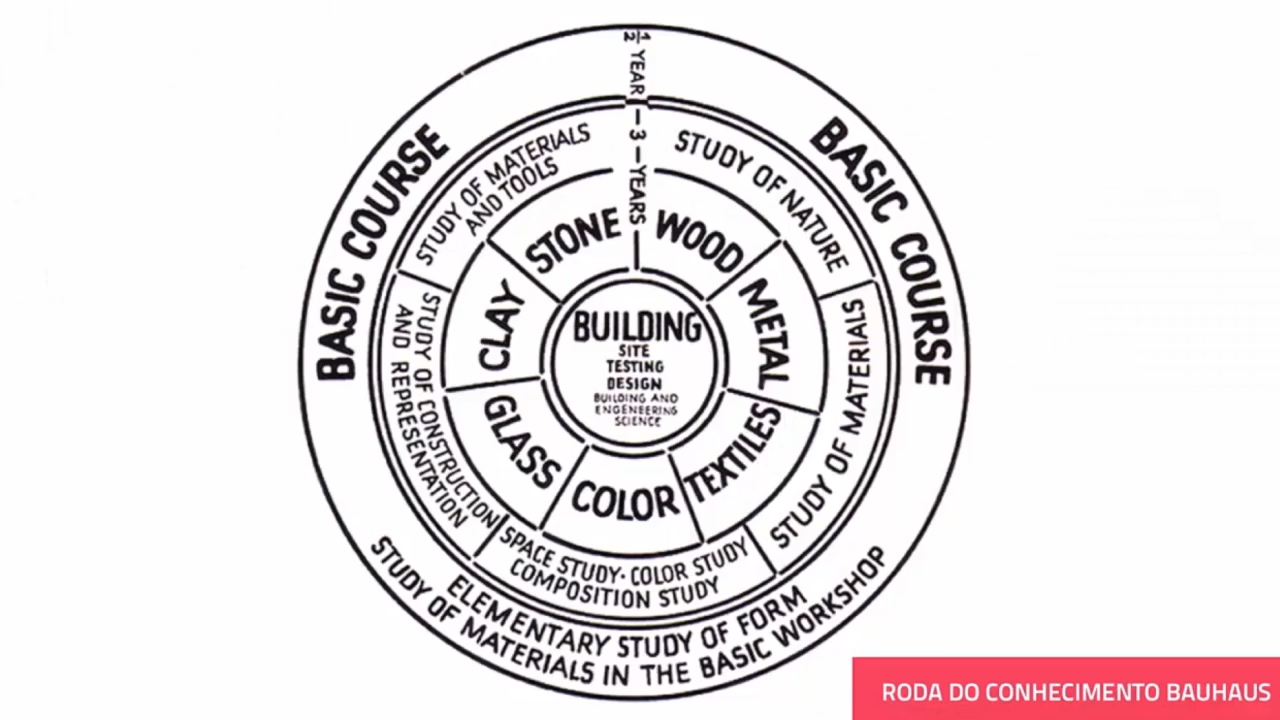 ½ YEAR
BASIC COURSE
BASIC COURSE
ELEMENTARY STUDY OF FORM
STUDY OF MATERIALS IN THE BASIC WORKSHOP
3 YEARS
STUDY OF NATURE
STUDY OF MATERIALS
SPACE STUDY · COLOR STUDY
COMPOSITION STUDY
STUDY OF CONSTRUCTION
AND REPRESENTATION
STUDY OF MATERIALS
AND TOOLS
WOOD
METAL
TEXTILES
COLOR
GLASS
CLAY
STONE
BUILDING
SITE
TESTING
DESIGN
BUILDING AND
ENGENEERING
SCIENCE
RODA DO CONHECIMENTO BAUHAUS